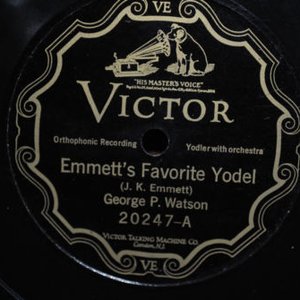 VE
"HIS MASTER'S VOICE"
VICTOR
Orthophonic Recording
Yodler with orchestra
Emmett's Favorite Yodel
(J. K. Emmett)
George P. Watson
20247-A
VICTOR TALKING MACHINE CO
Camden, N.J.
VE